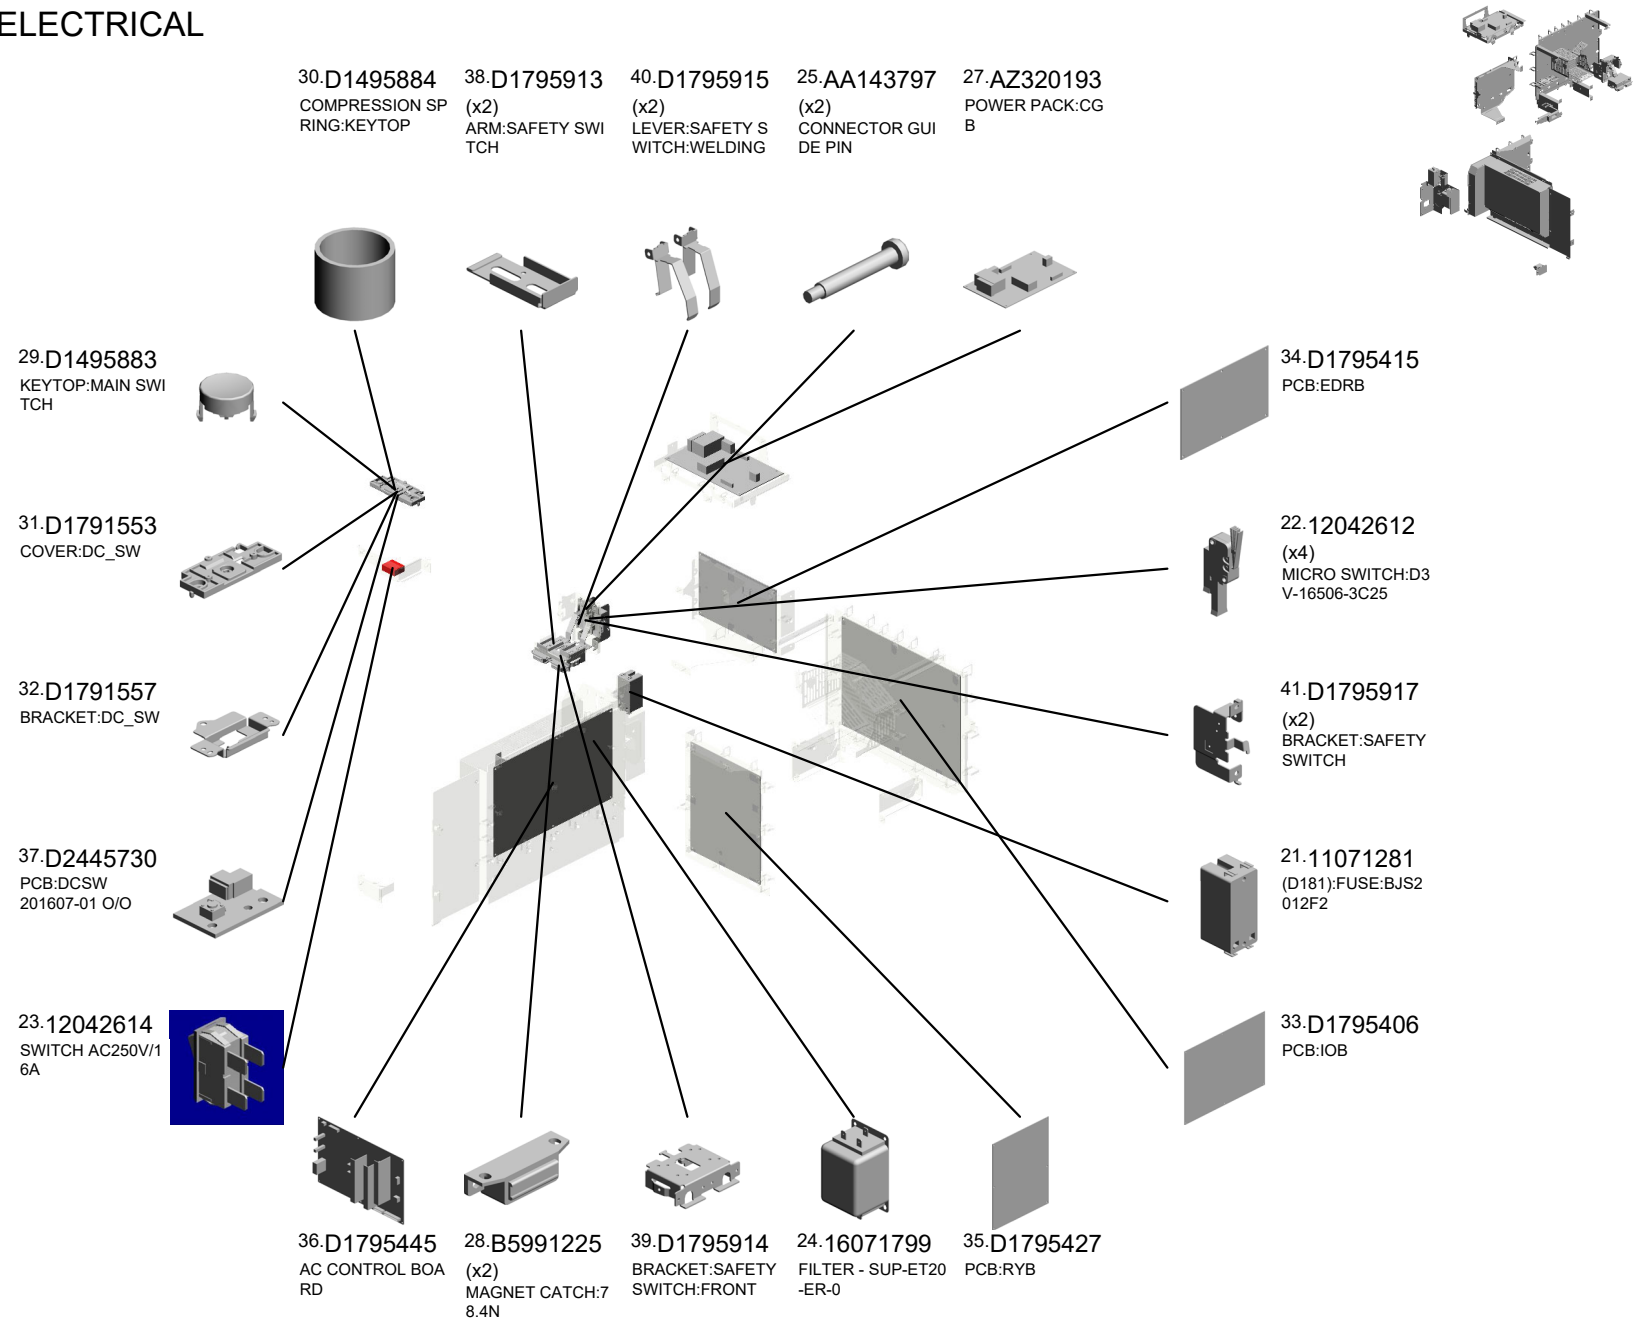 ELECTRICAL
30.D1495884
COMPRESSION SP
RING:KEYTOP
38.D1795913
(x2)
ARM:SAFETY SWI
TCH
40.D1795915
(x2)
LEVER:SAFETY S
WITCH:WELDING
25.AA143797
(x2)
CONNECTOR GUI
DE PIN
27.AZ320193
POWER PACK:CG
B
29.D1495883
KEYTOP:MAIN SWI
TCH
34.D1795415
PCB:EDRB
31.D1791553
COVER:DC_SW
22.12042612
(x4)
MICRO SWITCH:D3
V-16506-3C25
32.D1791557
BRACKET:DC_SW
41.D1795917
(x2)
BRACKET:SAFETY
SWITCH
37.D2445730
PCB:DCSW
201607-01 O/O
21.11071281
(D181):FUSE:BJS2
012F2
23.12042614
SWITCH AC250V/1
6A
33.D1795406
PCB:IOB
36.D1795445
AC CONTROL BOA
RD
28.B5991225
(x2)
MAGNET CATCH:7
8.4N
39.D1795914
BRACKET:SAFETY
SWITCH:FRONT
24.16071799
FILTER - SUP-ET20
-ER-0
35.D1795427
PCB:RYB